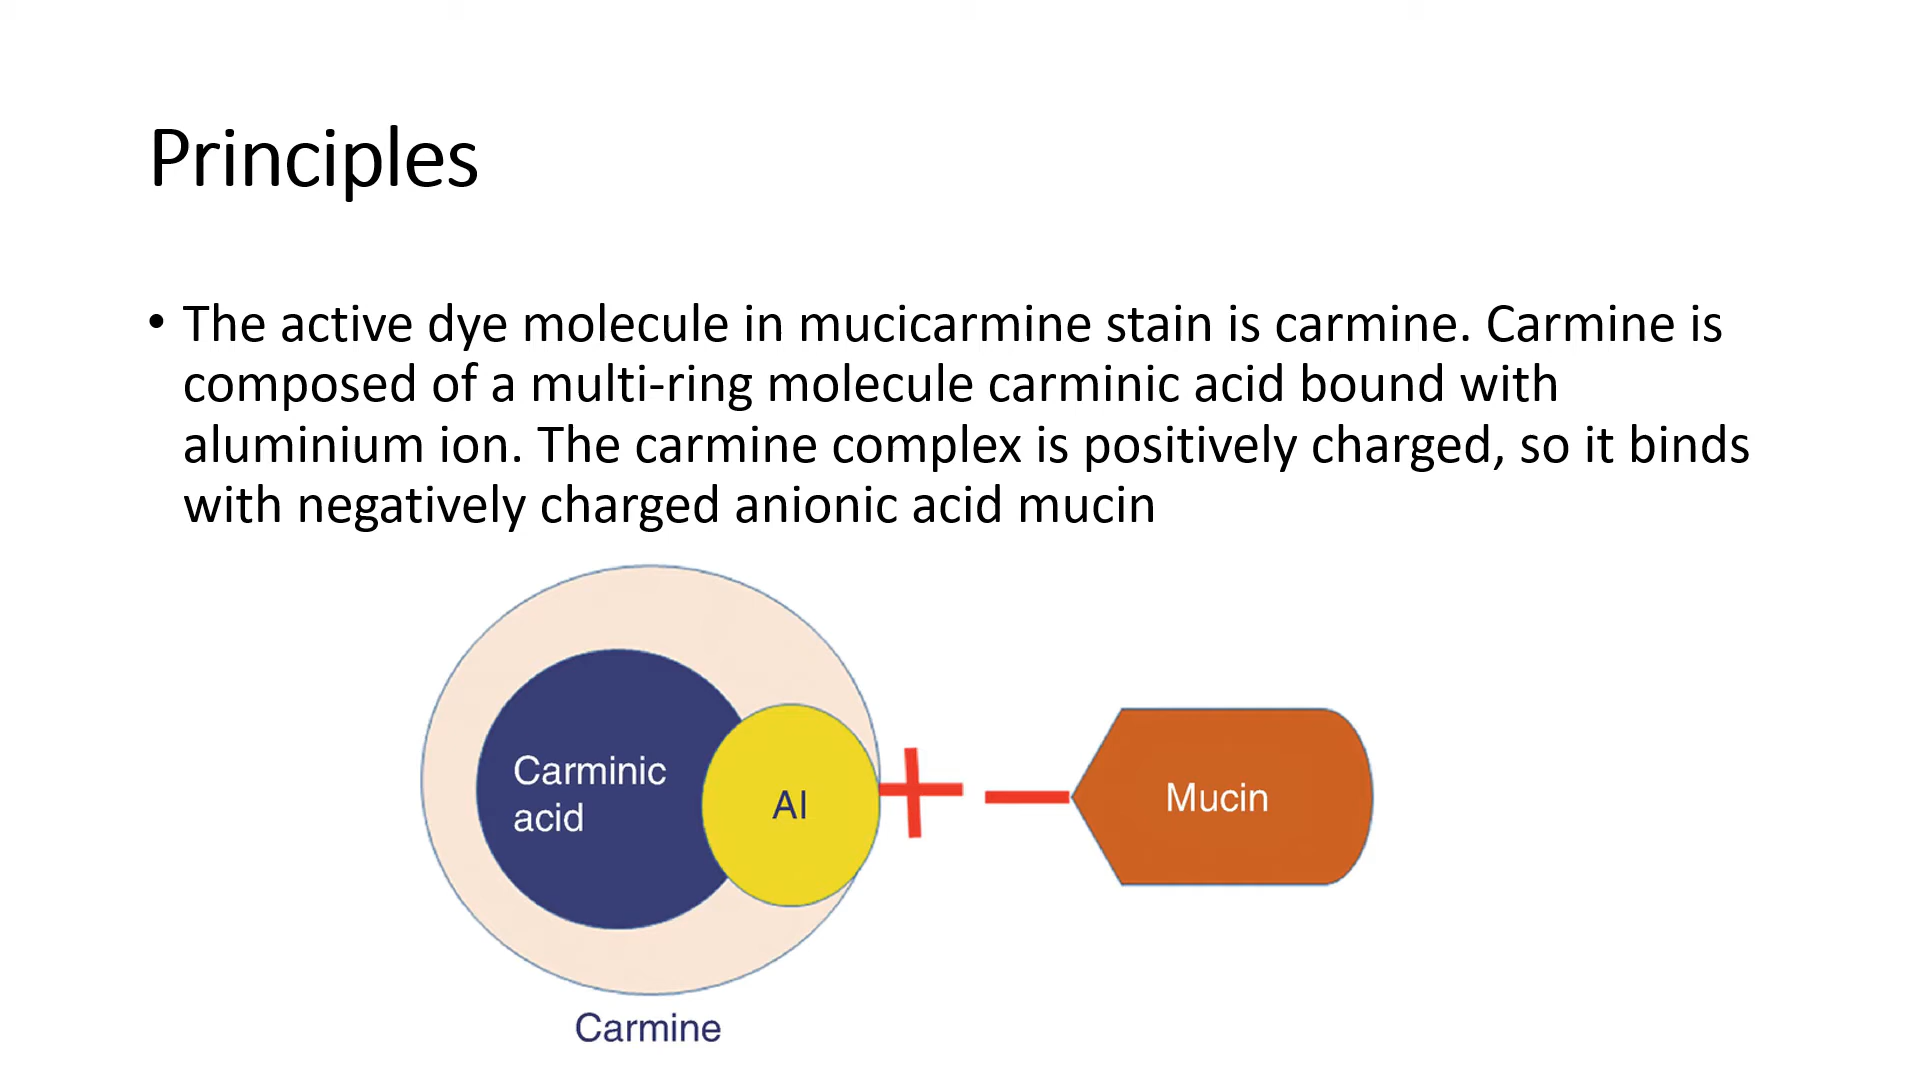 Principles
• The active dye molecule in mucicarmine stain is carmine. Carmine is
composed of a multi-ring molecule carminic acid bound with
aluminium ion. The carmine complex is positively charged, so it binds
with negatively charged anionic acid mucin
Carminic
acid
Al
Mucin
Carmine